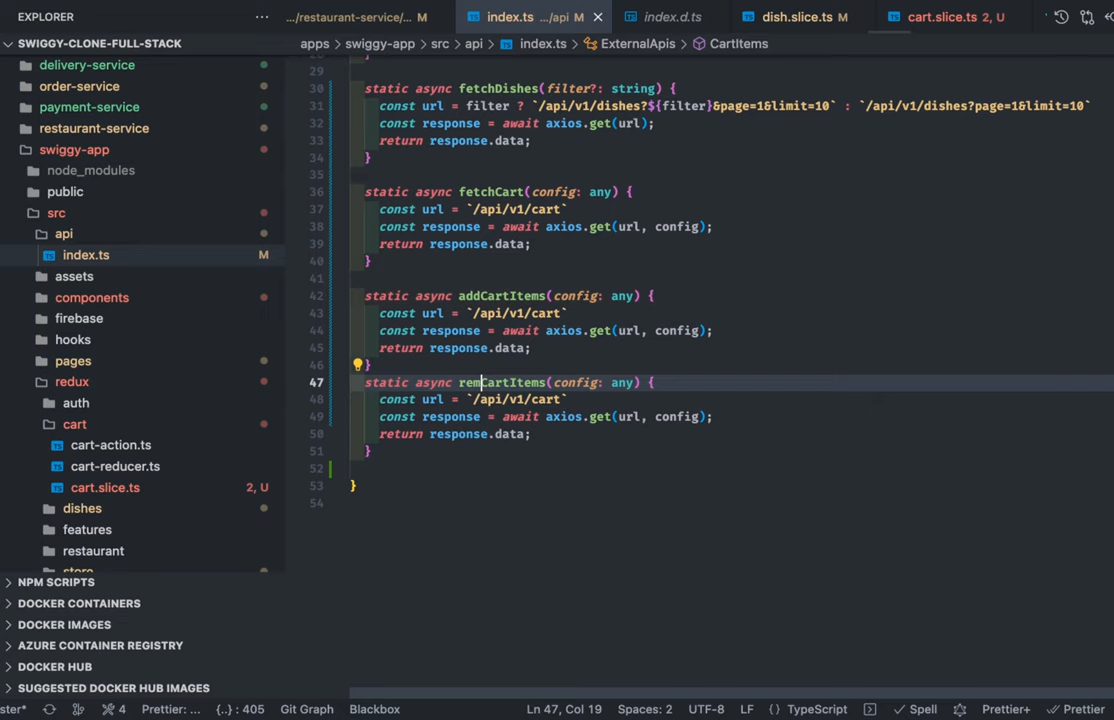 EXPLORER
...
.../restaurant-service/... M
index.ts .../api
index.d.ts
dish.slice.ts M
cart.slice.ts 2, U
SWIGGY-CLONE-FULL-STACK
apps > swiggy-app > src > api > index.ts > ExternalApis > CartItems
delivery-service
order-service
payment-service
restaurant-service
swiggy-app
node_modules
public
src
api
index.ts M
assets
components
firebase
hooks
pages
redux
auth
cart
cart-action.ts
cart-reducer.ts
cart.slice.ts 2, U
dishes
features
restaurant
store
NPM SCRIPTS
DOCKER CONTAINERS
DOCKER IMAGES
AZURE CONTAINER REGISTRY
DOCKER HUB
SUGGESTED DOCKER HUB IMAGES
29
30 static async fetchDishes(filter?: string) {
31 const url = filter ? `/api/v1/dishes?${filter}&page=1&limit=10` : `/api/v1/dishes?page=1&limit=10`
32 const response = await axios.get(url);
33 return response.data;
34 }
35
36 static async fetchCart(config: any) {
37 const url = `/api/v1/cart`
38 const response = await axios.get(url, config);
39 return response.data;
40 }
41
42 static async addCartItems(config: any) {
43 const url = `/api/v1/cart`
44 const response = await axios.get(url, config);
45 return response.data;
46 }
47 static async remCartItems(config: any) {
48 const url = `/api/v1/cart`
49 const response = await axios.get(url, config);
50 return response.data;
51 }
52
53 }
54
ster* 4 Prettier: ... {..} : 405 Git Graph Blackbox Ln 47, Col 19 Spaces: 2 UTF-8 LF {} TypeScript Spell Prettier+ Prettier